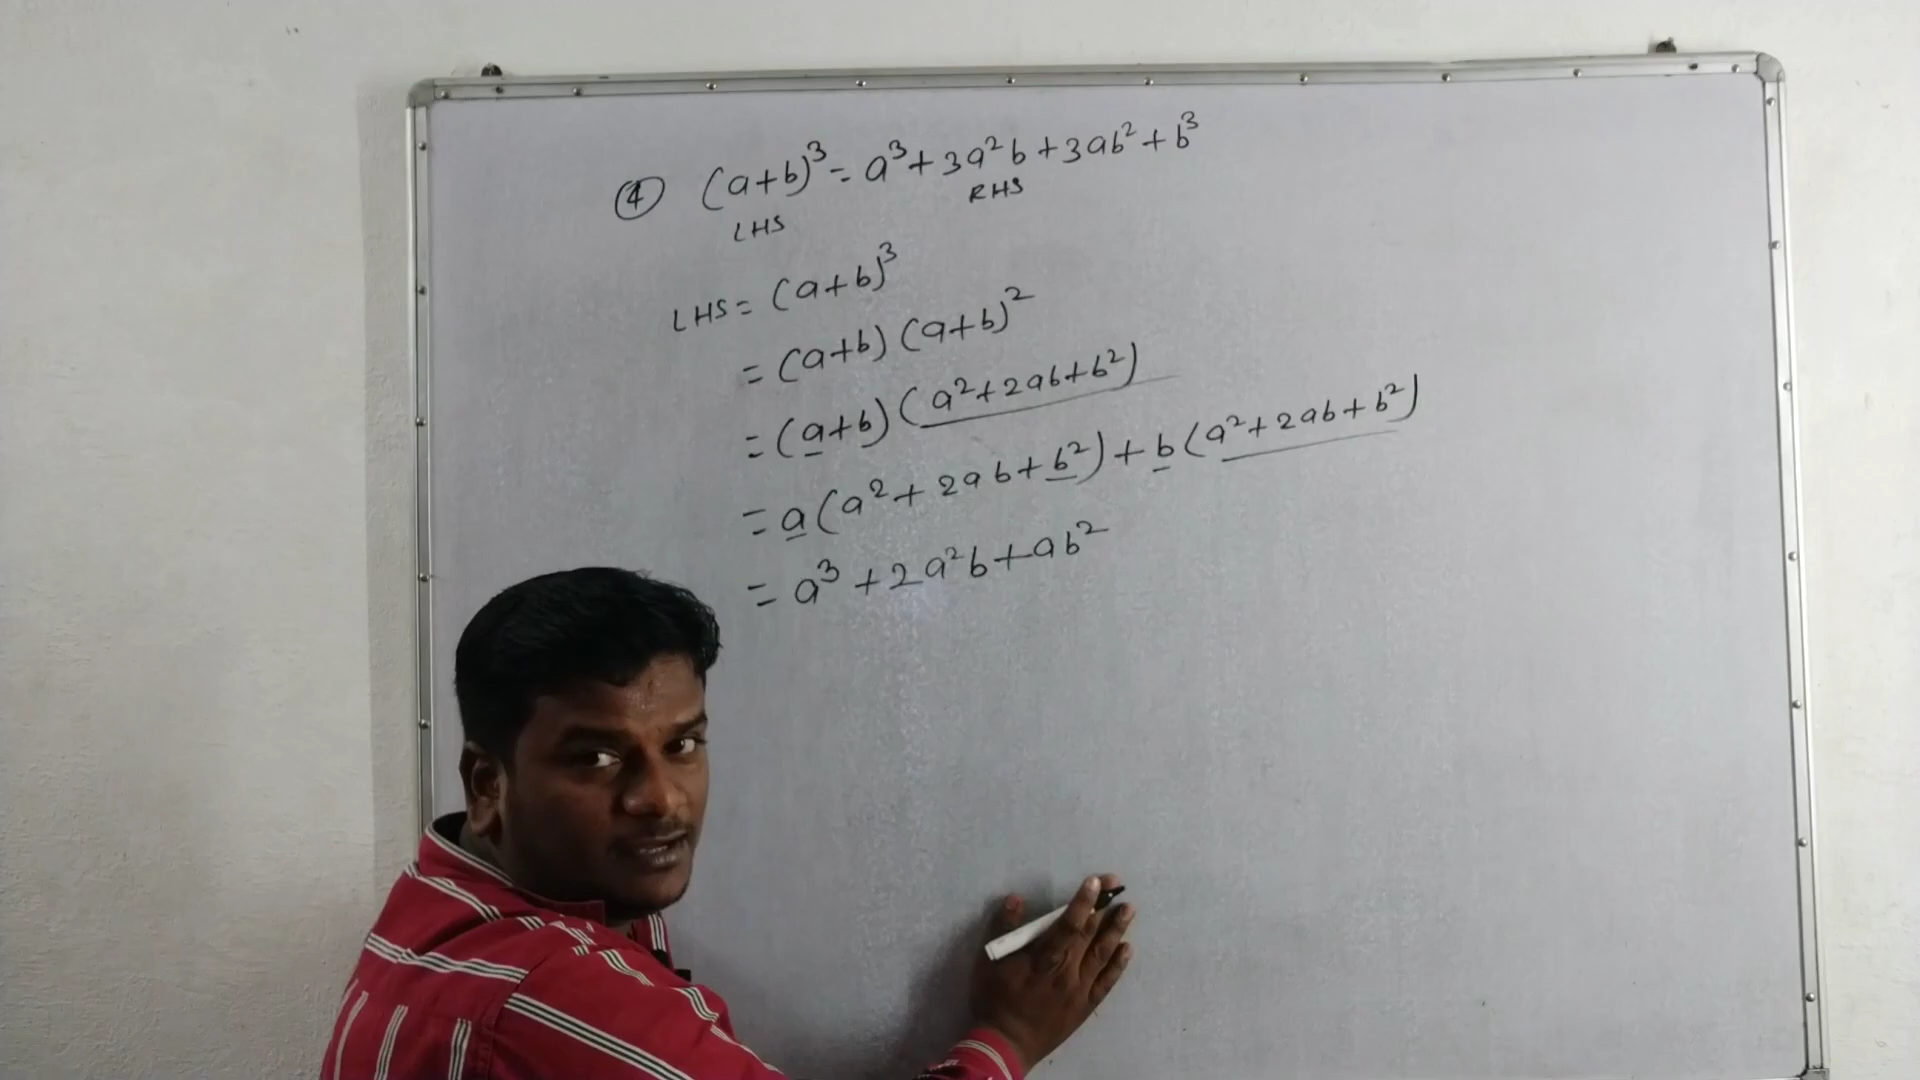 ④ (a+b)³ = a³+3a²b+3ab²+b³
LHS RHS
LHS = (a+b)³
= (a+b) (a+b)²
= (a+b) (a²+2ab+b²)
= a(a²+2ab+b²)+b(a²+2ab+b²)
= a³+2a²b+ab²